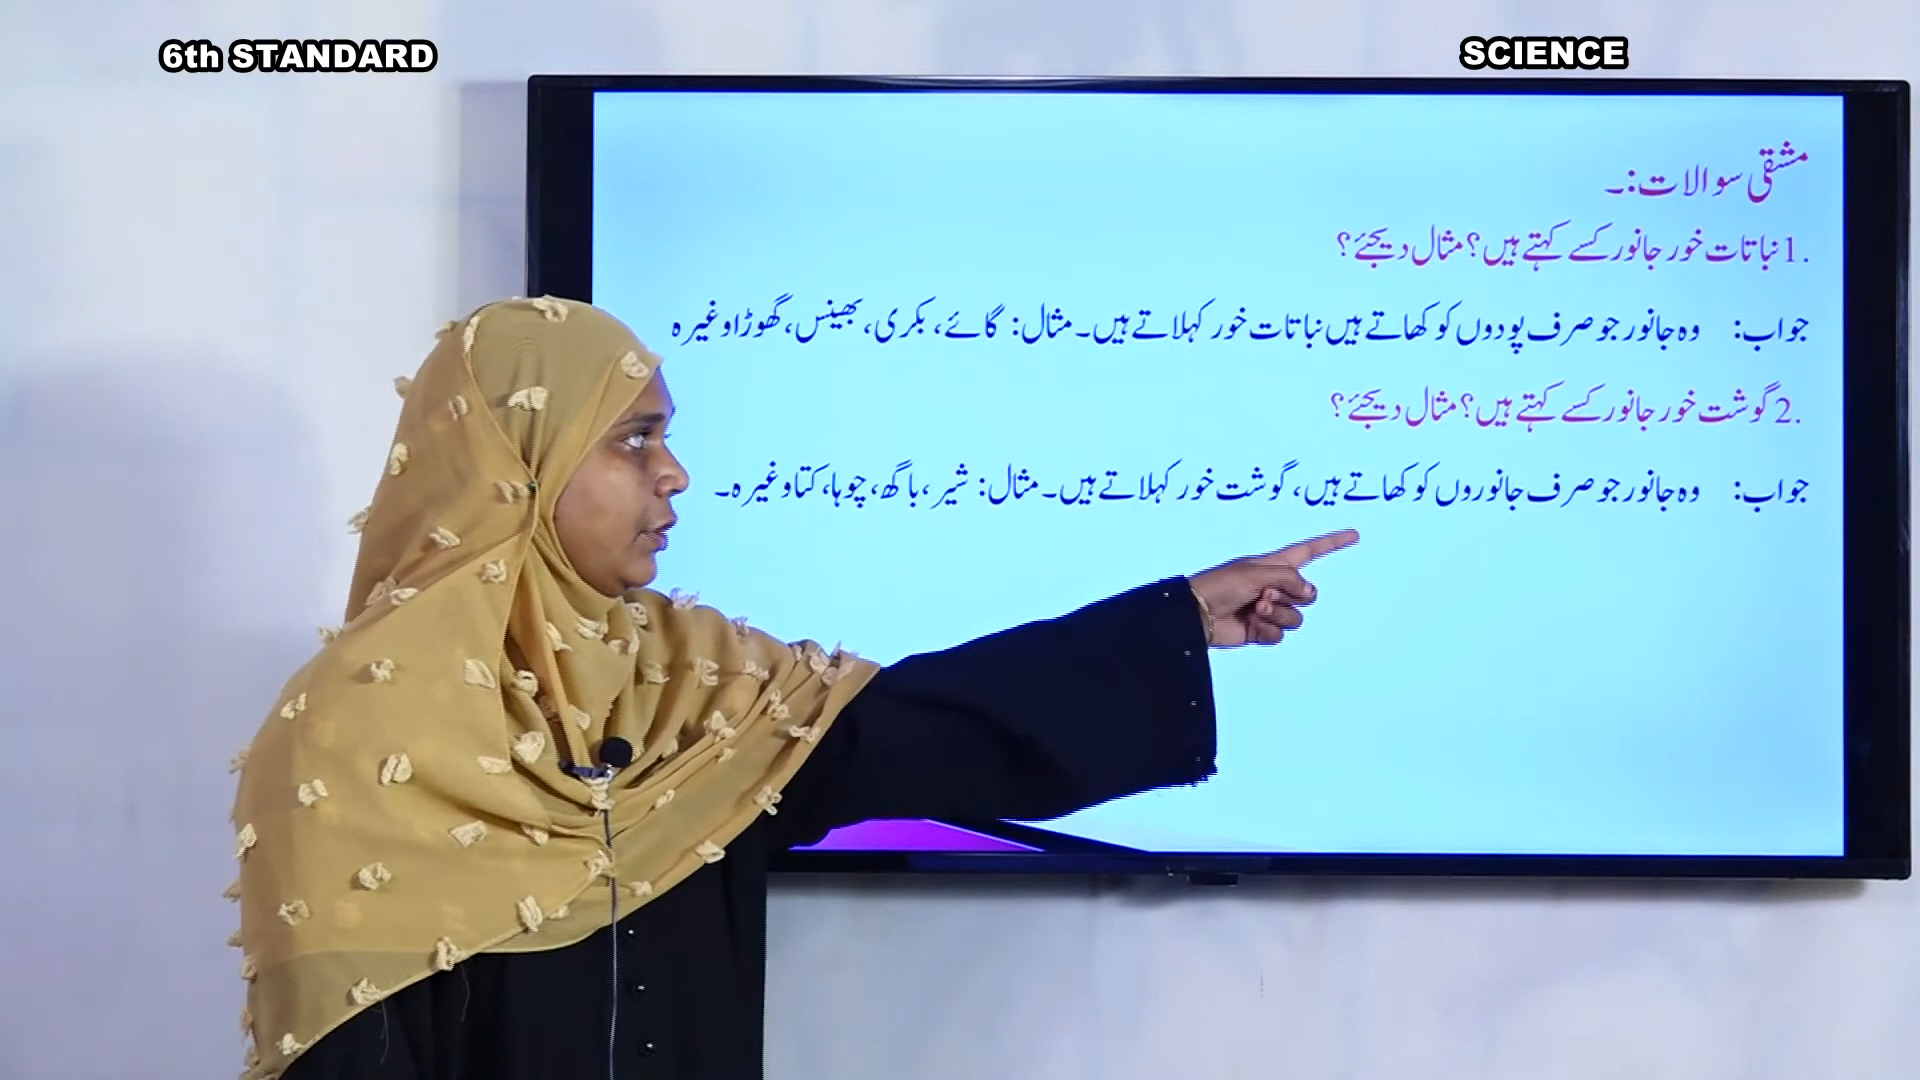 6th STANDARD
SCIENCE
مشقی سوالات:۔
.1 نباتات خور جانور کسے کہتے ہیں؟ مثال دیجئے؟
جواب: وہ جانور جو صرف پودوں کو کھاتے ہیں نباتات خور کہلاتے ہیں۔ مثال: گائے، بکری، بھینس، گھوڑا وغیرہ
.2 گوشت خور جانور کسے کہتے ہیں؟ مثال دیجئے؟
جواب: وہ جانور جو صرف جانوروں کو کھاتے ہیں، گوشت خور کہلاتے ہیں۔ مثال: شیر، باگھ، چوہا، کتا وغیرہ۔